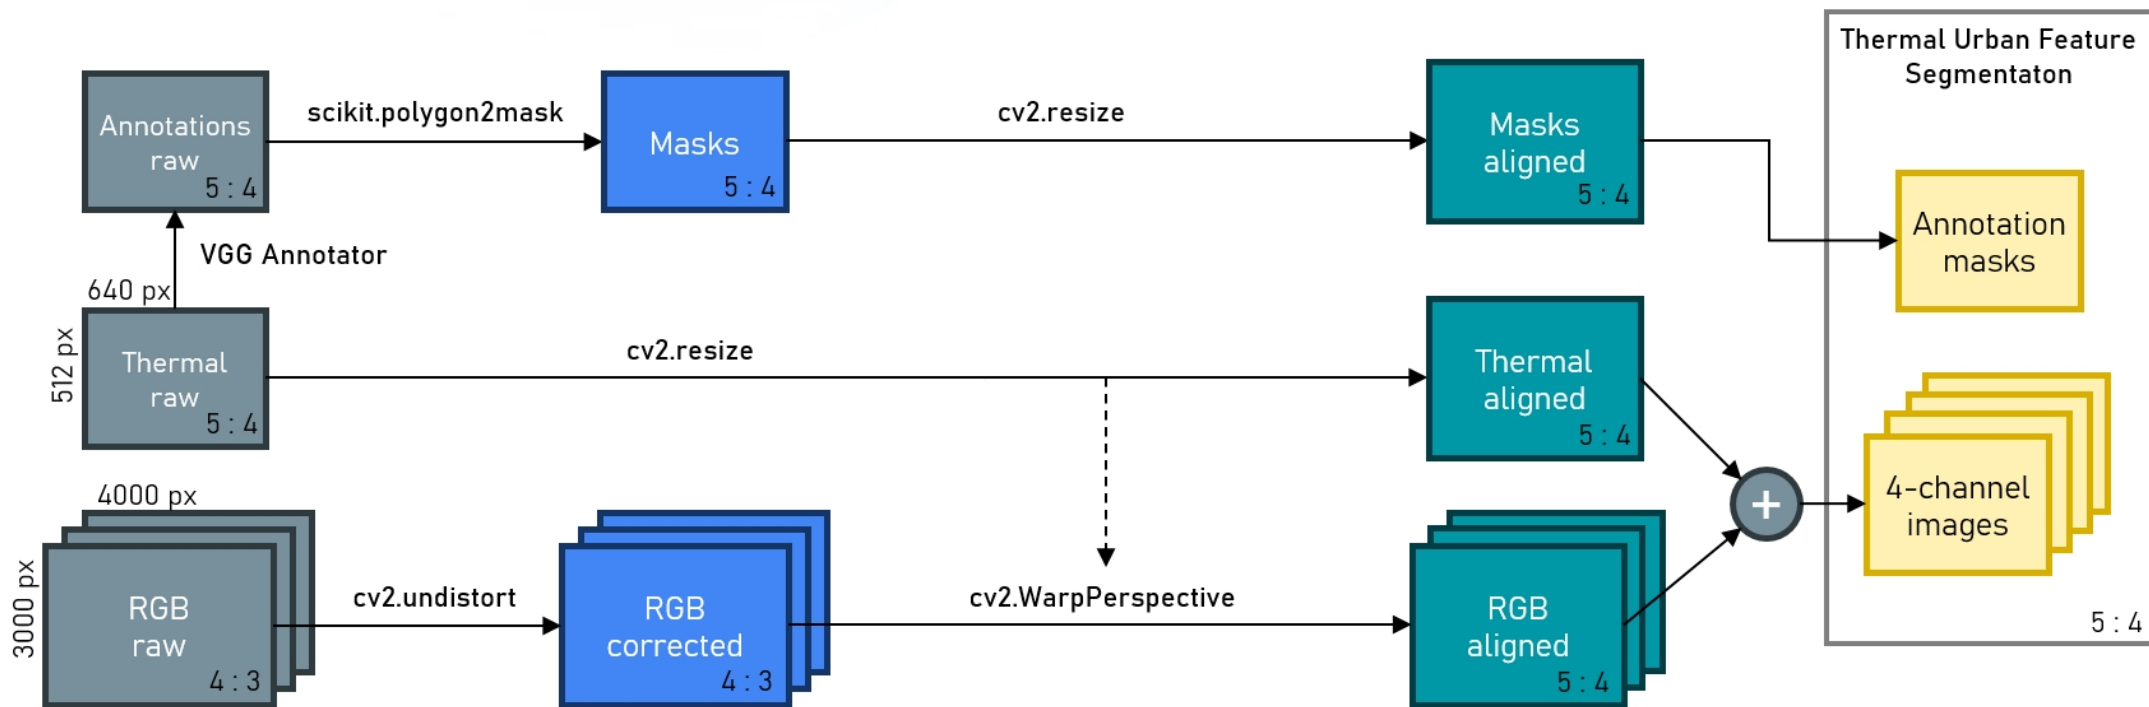 Thermal Urban Feature
Segmentaton
Annotations
raw
5 : 4
scikit.polygon2mask
Masks
5 : 4
cv2.resize
Masks
aligned
5 : 4
Annotation
masks
VGG Annotator
640 px
512 px
Thermal
raw
5 : 4
cv2.resize
Thermal
aligned
5 : 4
4000 px
3000 px
RGB
raw
4 : 3
cv2.undistort
RGB
corrected
4 : 3
cv2.WarpPerspective
RGB
aligned
5 : 4
+
4-channel
images
5 : 4